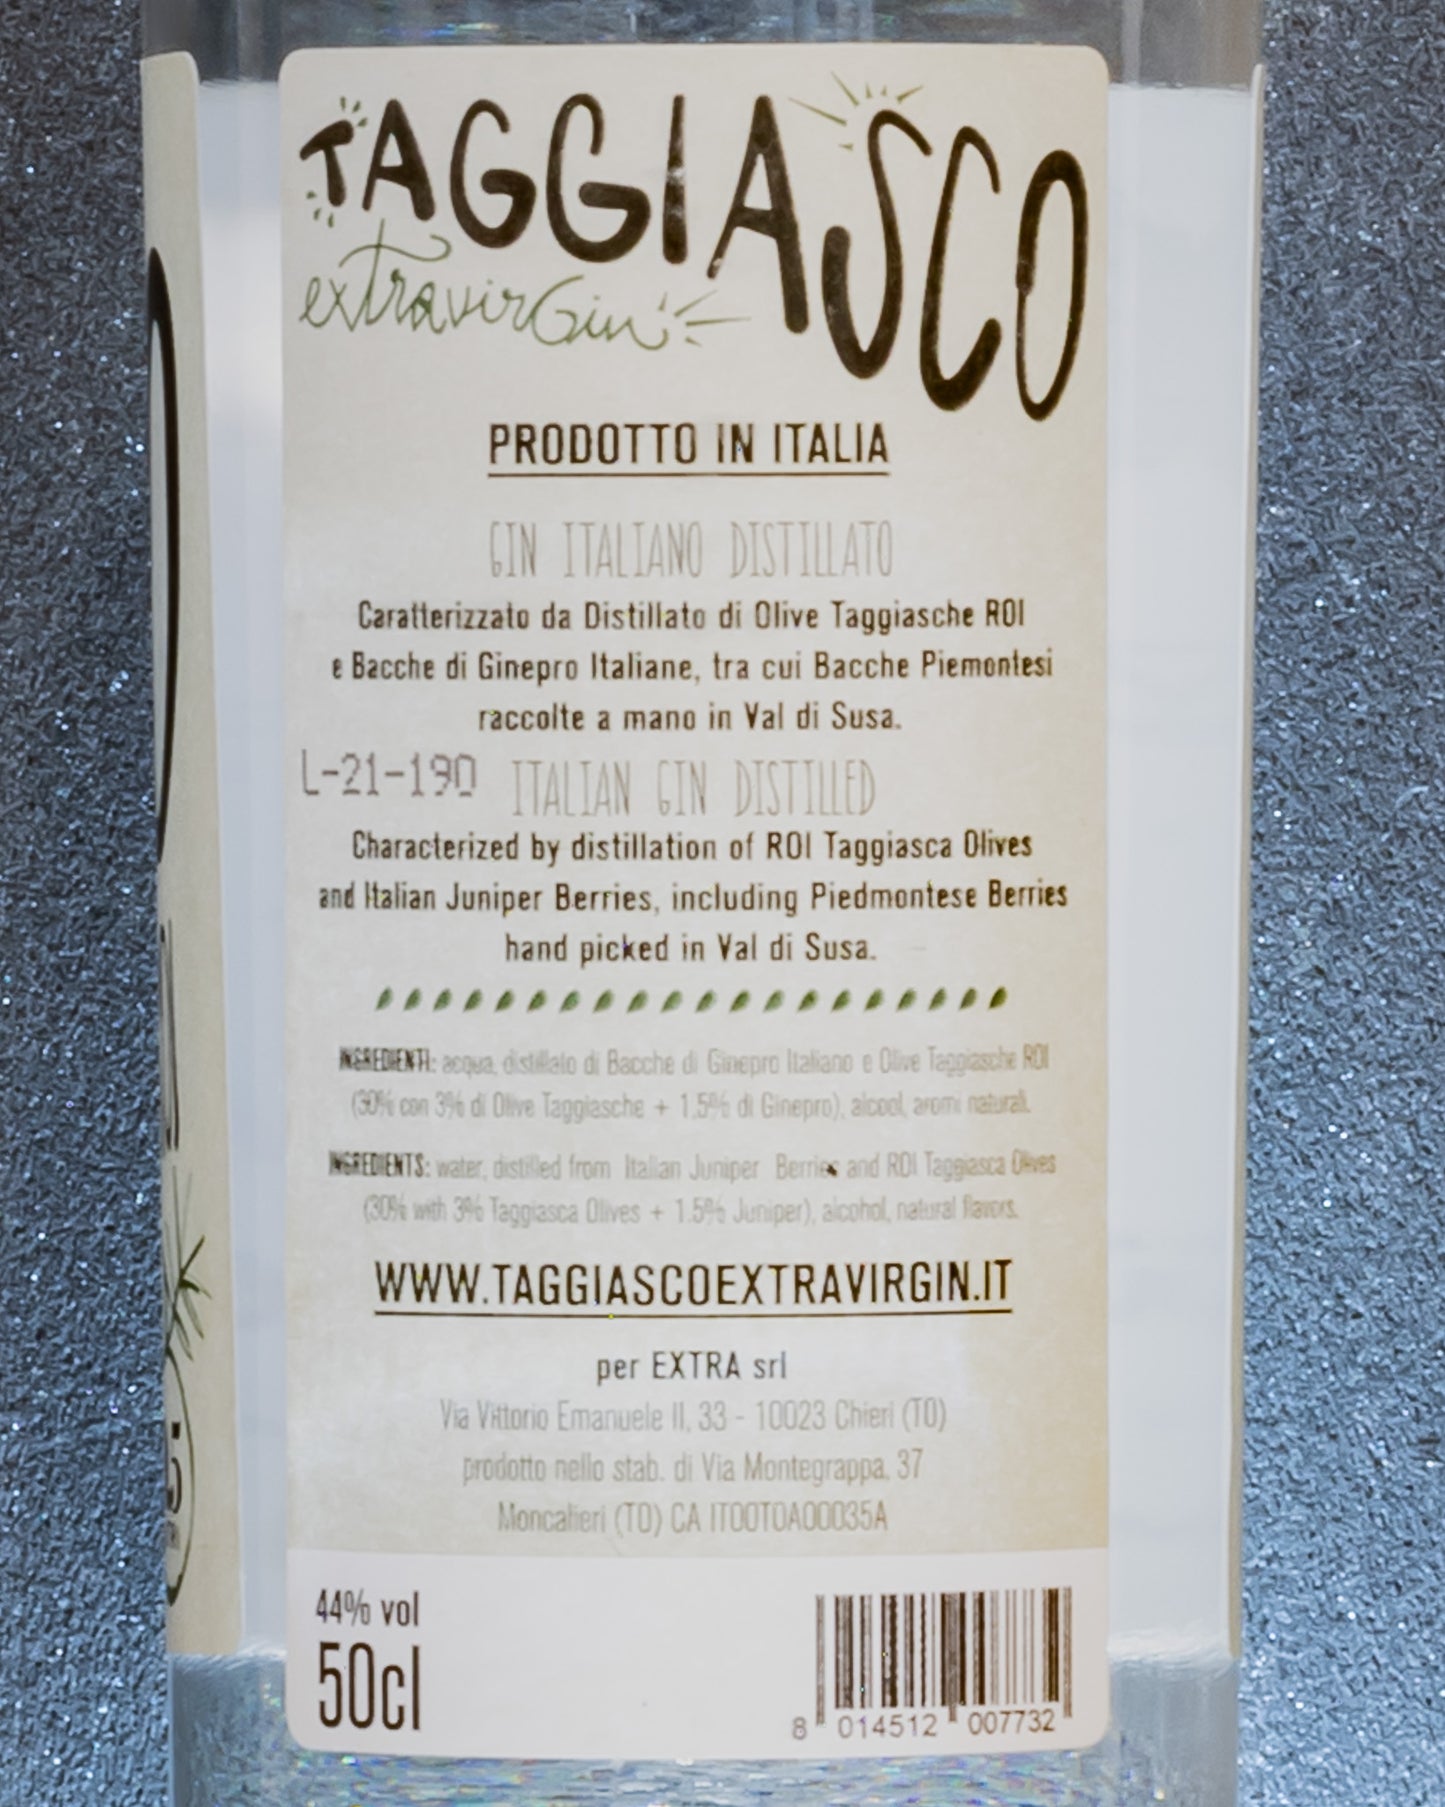 TAGGIASCO
extravirGin
PRODOTTO IN ITALIA
GIN ITALIANO DISTILLATO
Caratterizzato da Distillato di Olive Taggiasche ROI
e Bacche di Ginepro Italiane, tra cui Bacche Piemontesi
raccolte a mano in Val di Susa.
L-21-190
ITALIAN GIN DISTILLED
Characterized by distillation of ROI Taggiasca Olives
and Italian Juniper Berries, including Piedmontese Berries
hand picked in Val di Susa.
INGREDIENTI: acqua, distillato di Bacche di Ginepro Italiano e Olive Taggiasche ROI
(30% con 3% di Olive Taggiasche + 1.5% di Ginepro), alcool, aromi naturali.
INGREDIENTS: water, distilled from Italian Juniper Berries and ROI Taggiasca Olives
(30% with 3% Taggiasca Olives + 1.5% Juniper), alcohol, natural flavors.
WWW.TAGGIASCOEXTRAVIRGIN.IT
per EXTRA srl
Via Vittorio Emanuele II, 33 - 10023 Chieri (TO)
prodotto nello stab. di Via Montegrappa, 37
Moncalieri (TO) CA IT00TOA00035A
44% vol
50cl
8 014512 007732